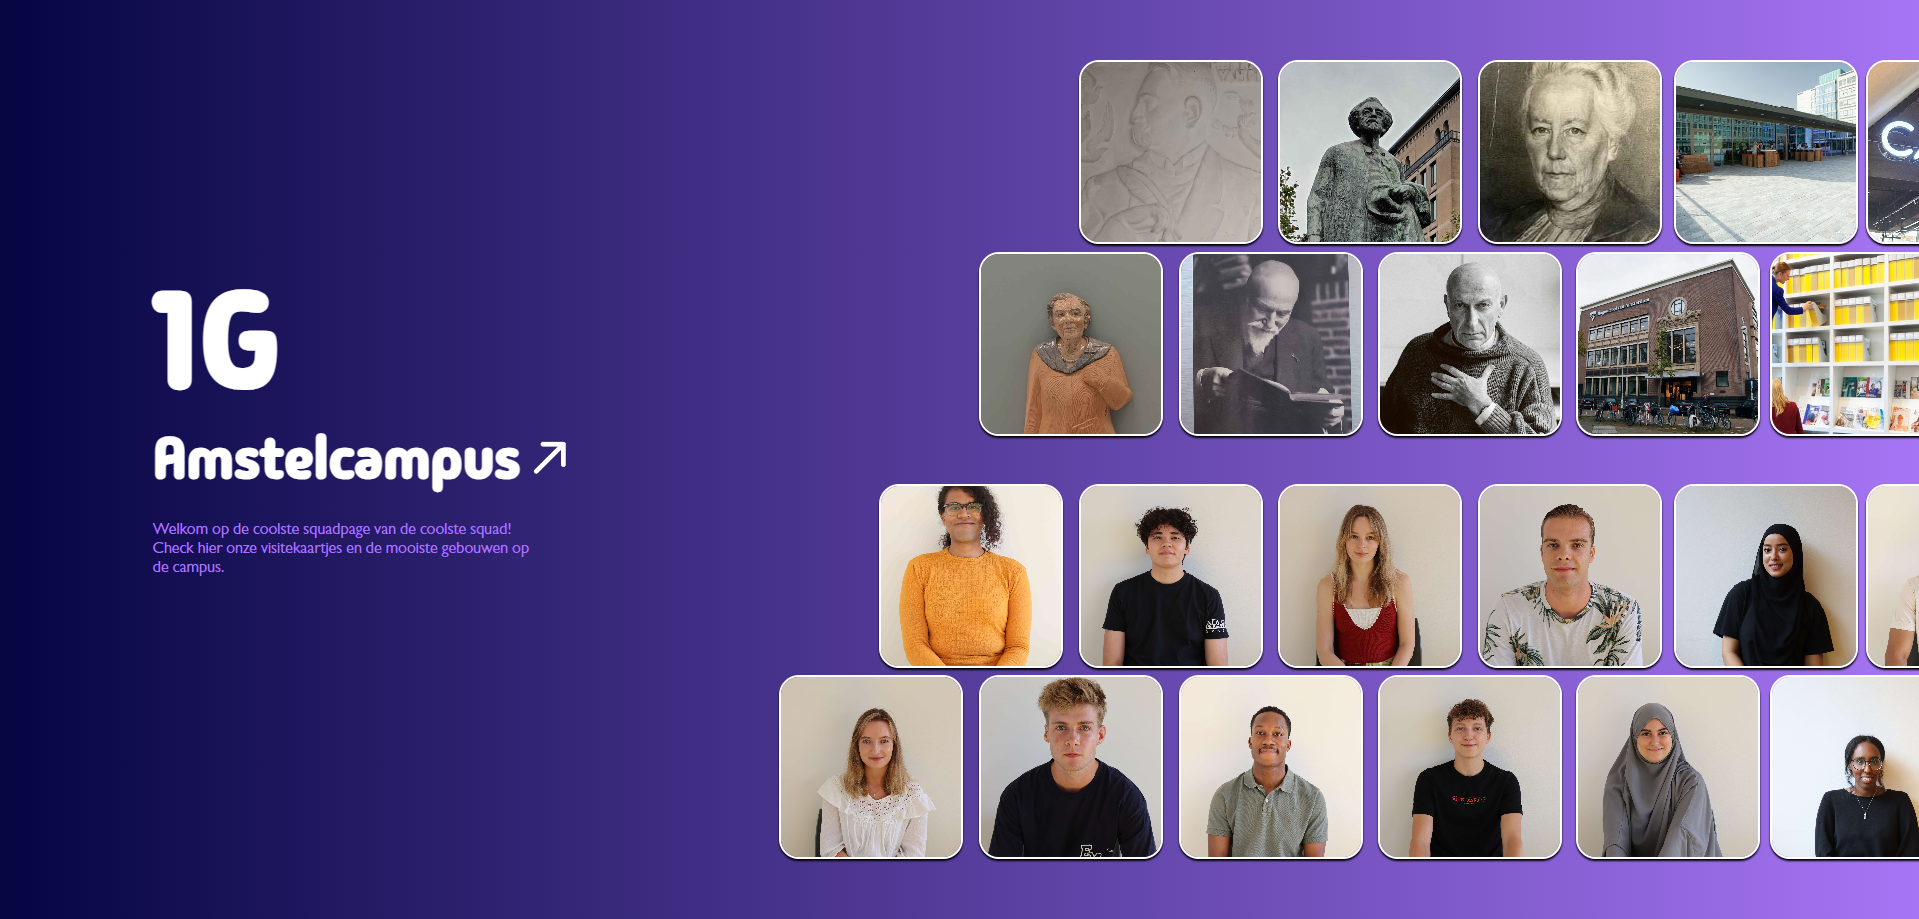 1G
Amstelcampus
Welkom op de coolste squadpage van de coolste squad!
Check hier onze visitekaartjes en de mooiste gebouwen op
de campus.